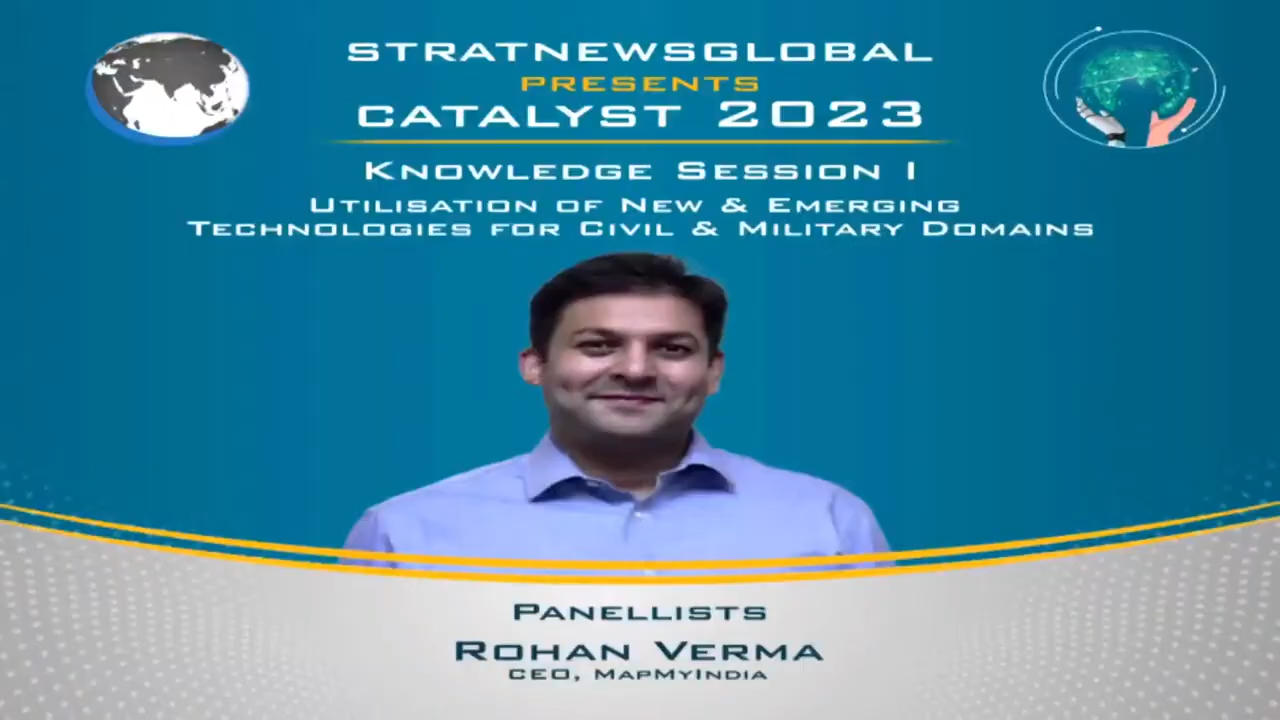 STRATNEWSGLOBAL
PRESENTS
CATALYST 2023
KNOWLEDGE SESSION I
UTILISATION OF NEW & EMERGING
TECHNOLOGIES FOR CIVIL & MILITARY DOMAINS
PANELLISTS
ROHAN VERMA
CEO, MAPMYINDIA